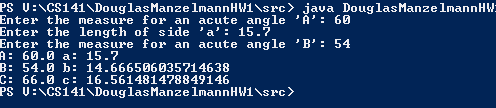 PS V:\CS141\DouglasManzelmannHW1\src> java DouglasManzelmannHW1
Enter the measure for an acute angle 'A': 60
Enter the length of side 'a': 15.7
Enter the measure for an acute angle 'B': 54
A: 60.0 a: 15.7
B: 54.0 b: 14.666506035714638
C: 66.0 c: 16.561481478849146
PS V:\CS141\DouglasManzelmannHW1\src>